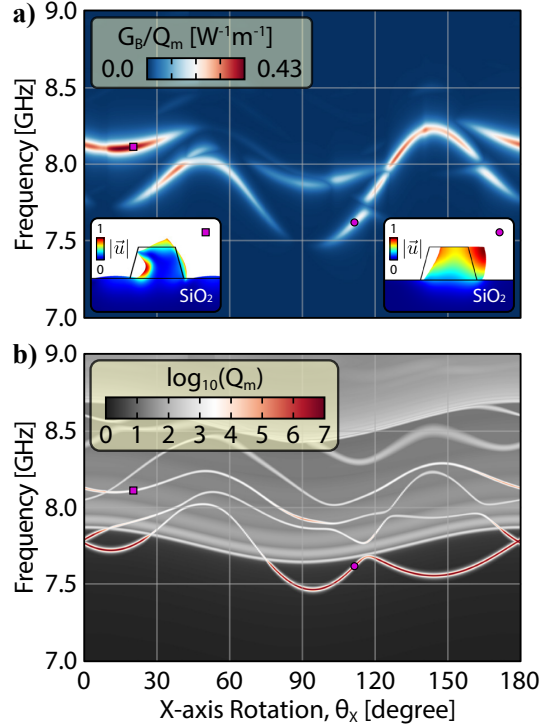 a)
G_B/Q_m [W⁻¹m⁻¹]
0.0 0.43
9.0
8.5
8.0
7.5
7.0
Frequency [GHz]
1
0
|u⃗|
SiO₂
1
0
|u⃗|
SiO₂
b)
log₁₀(Q_m)
0 1 2 3 4 5 6 7
9.0
8.5
8.0
7.5
7.0
Frequency [GHz]
0 30 60 90 120 150 180
X-axis Rotation, θ_X [degree]